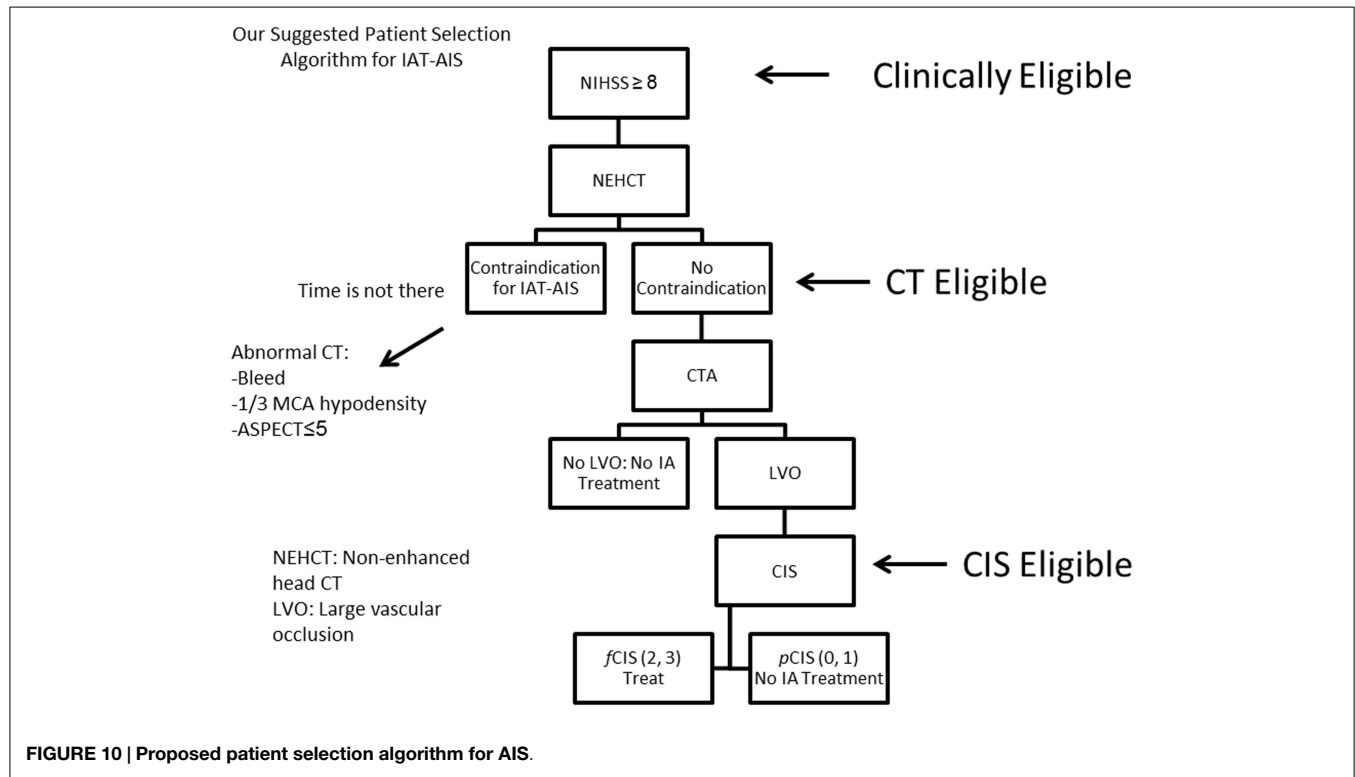 Our Suggested Patient Selection
Algorithm for IAT-AIS
NIHSS ≥ 8
Clinically Eligible
NEHCT
Contraindication
for IAT-AIS
No
Contraindication
CT Eligible
Time is not there
Abnormal CT:
-Bleed
-1/3 MCA hypodensity
-ASPECT≤5
CTA
No LVO: No IA
Treatment
LVO
NEHCT: Non-enhanced
head CT
LVO: Large vascular
occlusion
CIS
CIS Eligible
fCIS (2, 3)
Treat
pCIS (0, 1)
No IA Treatment
FIGURE 10 | Proposed patient selection algorithm for AIS.